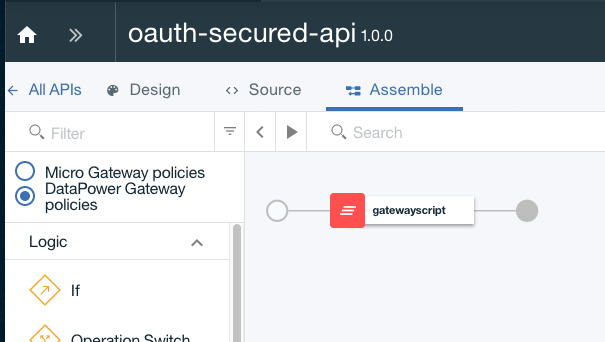 oauth-secured-api 1.0.0
All APIs Design Source Assemble
Filter Search
Micro Gateway policies
DataPower Gateway
policies
gatewayscript
Logic
If
Operation Switch